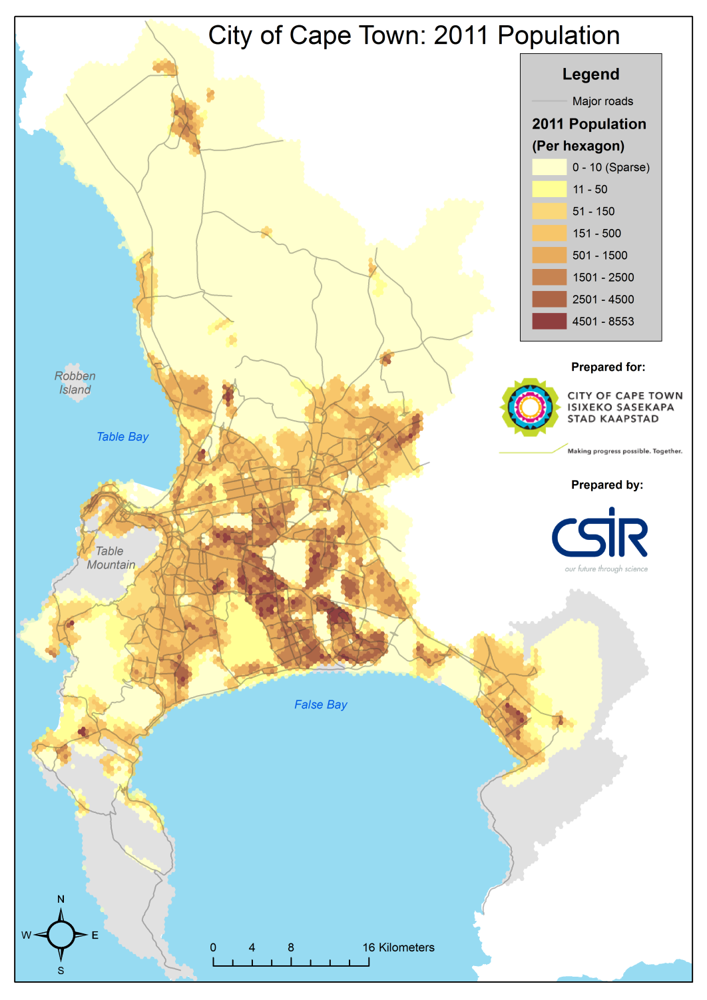 City of Cape Town: 2011 Population
Legend
Major roads
2011 Population
(Per hexagon)
0 - 10 (Sparse)
11 - 50
51 - 150
151 - 500
501 - 1500
1501 - 2500
2501 - 4500
4501 - 8553
Prepared for:
CITY OF CAPE TOWN
ISIXEKO SASEKAPA
STAD KAAPSTAD
Making progress possible. Together.
Prepared by:
CSIR
our future through science
Robben
Island
Table Bay
Table
Mountain
False Bay
N
W E
S
0 4 8 16 Kilometers